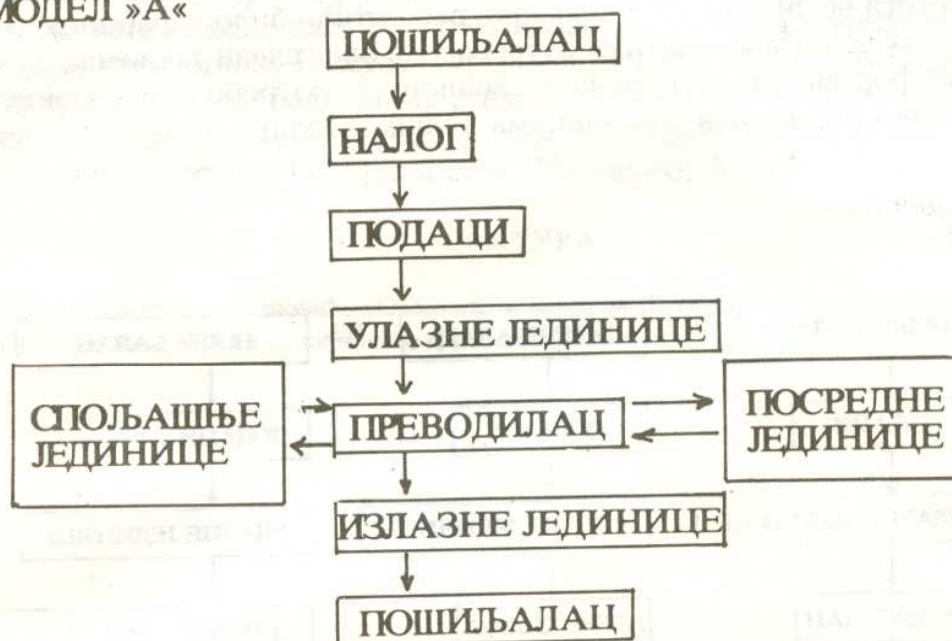 МОДЕЛ »А«
ПОШИЉАЛАЦ
НАЛОГ
ПОДАЦИ
УЛАЗНЕ ЈЕДИНИЦЕ
СПОЉАШЊЕ
ЈЕДИНИЦЕ
ПРЕВОДИЛАЦ
ПОСРЕДНЕ
ЈЕДИНИЦЕ
ИЗЛАЗНЕ ЈЕДИНИЦЕ
ПОШИЉАЛАЦ